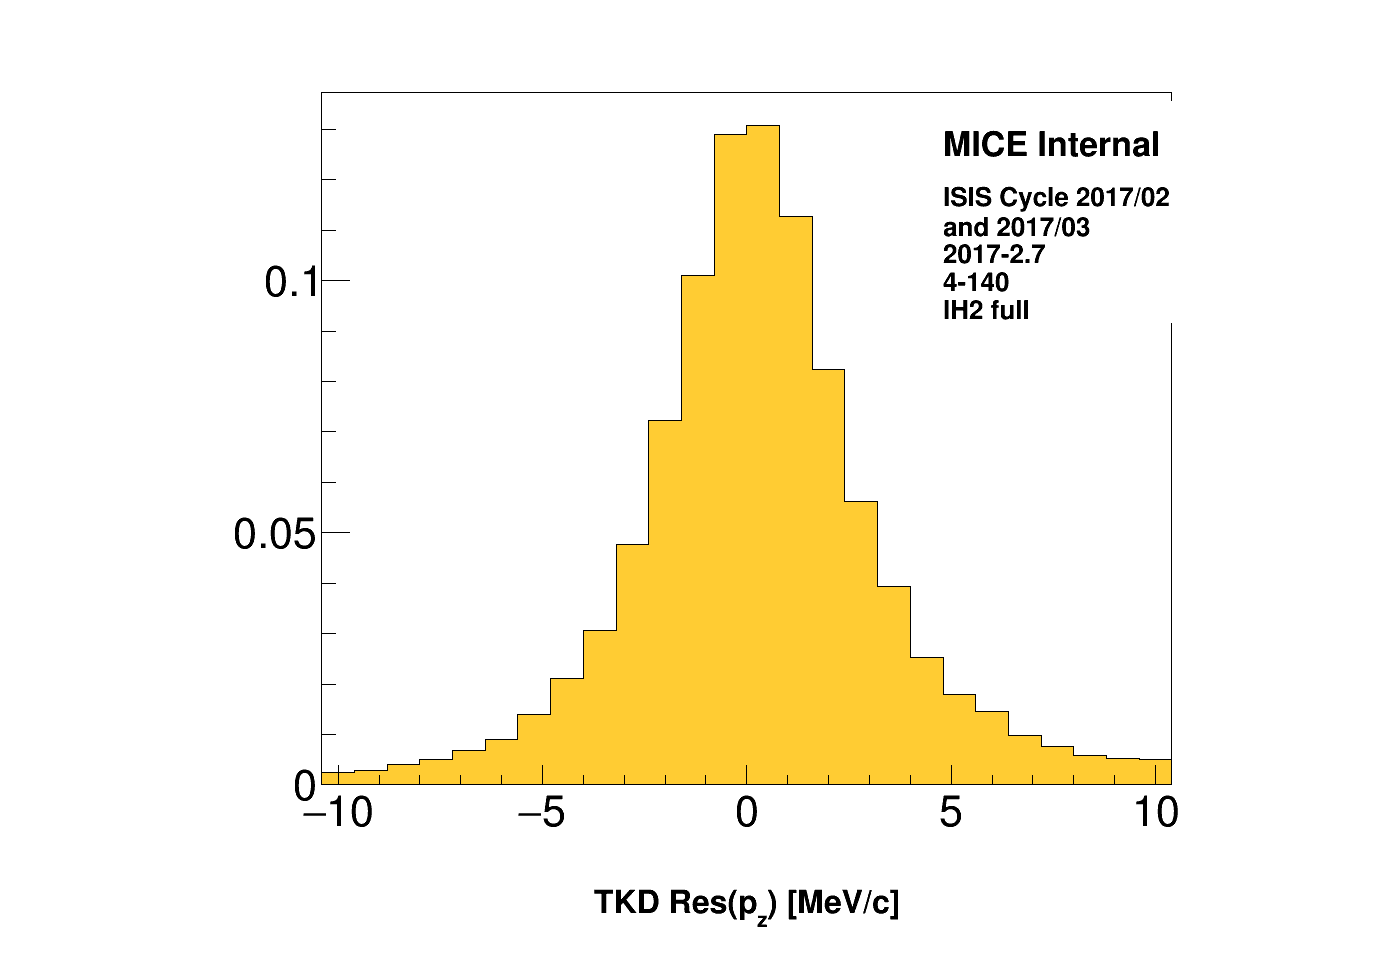 MICE Internal
ISIS Cycle 2017/02
and 2017/03
2017-2.7
4-140
lH2 full
0.1
0.05
0
−10 −5 0 5 10
TKD Res(pz) [MeV/c]